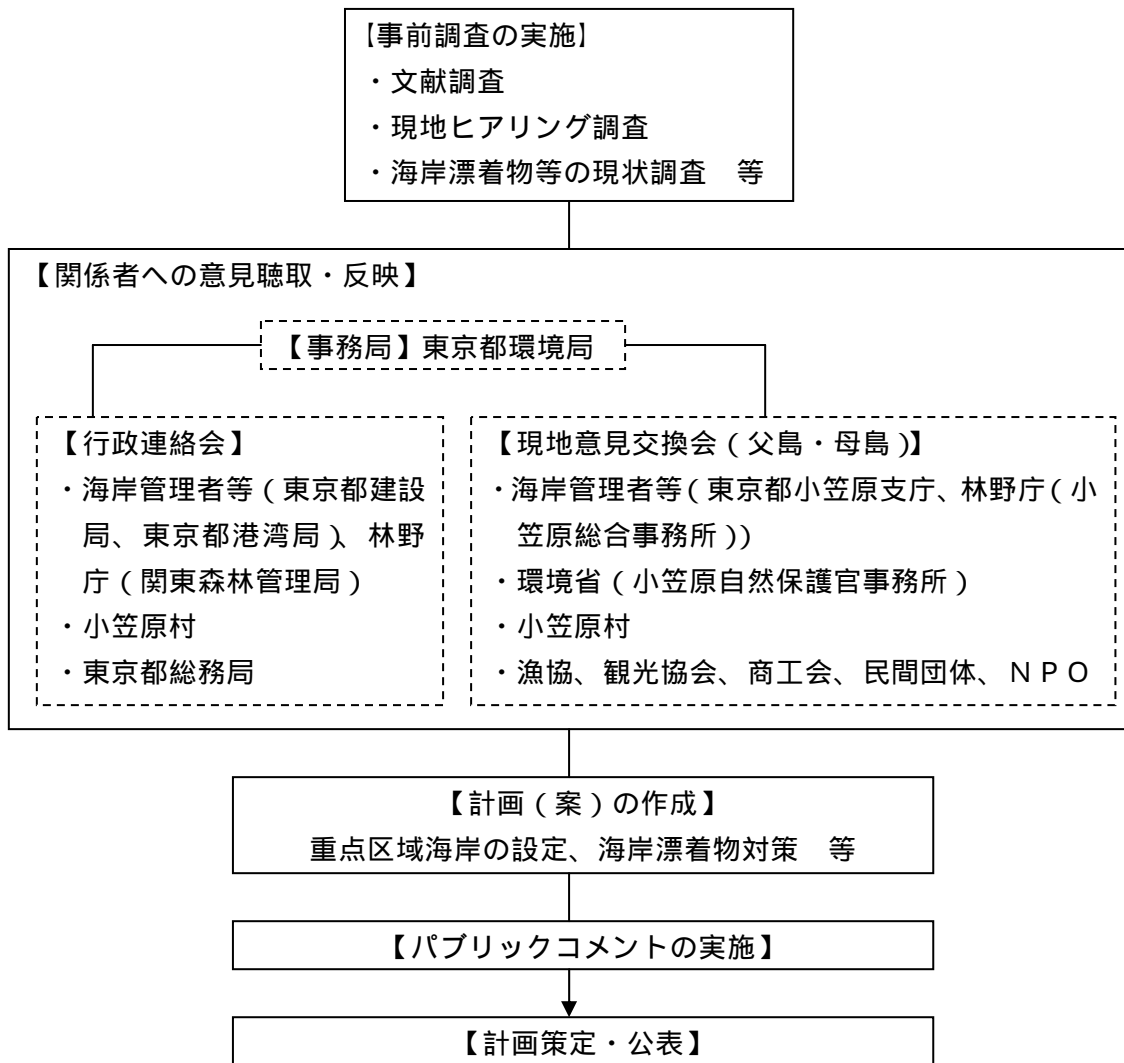 【事前調査の実施】
・文献調査
・現地ヒアリング調査
・海岸漂着物等の現状調査　等
【関係者への意見聴取・反映】
【事務局】東京都環境局
【行政連絡会】
・海岸管理者等（東京都建設
局、東京都港湾局）、林野
庁（関東森林管理局）
・小笠原村
・東京都総務局
【現地意見交換会（父島・母島）】
・海岸管理者等（東京都小笠原支庁、林野庁（小
笠原総合事務所））
・環境省（小笠原自然保護官事務所）
・小笠原村
・漁協、観光協会、商工会、民間団体、ＮＰＯ
【計画（案）の作成】
重点区域海岸の設定、海岸漂着物対策　等
【パブリックコメントの実施】
【計画策定・公表】